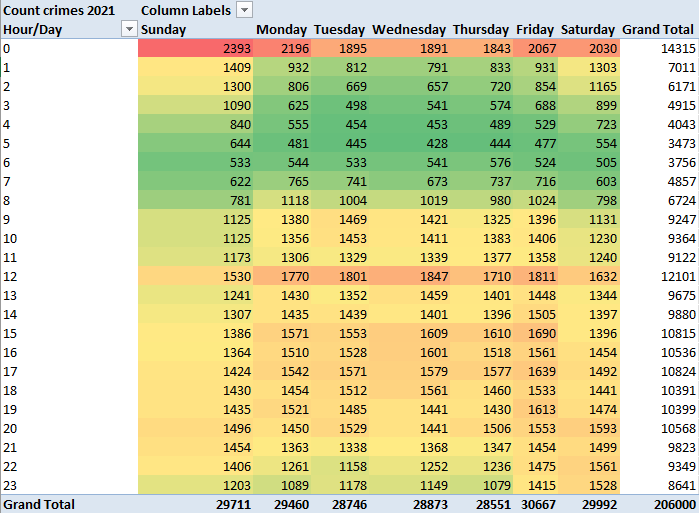 Count crimes 2021 Column Labels
Hour/Day Sunday Monday Tuesday Wednesday Thursday Friday Saturday Grand Total
0 2393 2196 1895 1891 1843 2067 2030 14315
1 1409 932 812 791 833 931 1303 7011
2 1300 806 669 657 720 854 1165 6171
3 1090 625 498 541 574 688 899 4915
4 840 555 454 453 489 529 723 4043
5 644 481 445 428 444 477 554 3473
6 533 544 533 541 576 524 505 3756
7 622 765 741 673 737 716 603 4857
8 781 1118 1004 1019 980 1024 798 6724
9 1125 1380 1469 1421 1325 1396 1131 9247
10 1125 1356 1453 1411 1383 1406 1230 9364
11 1173 1306 1329 1339 1377 1358 1240 9122
12 1530 1770 1801 1847 1710 1811 1632 12101
13 1241 1430 1352 1459 1401 1448 1344 9675
14 1307 1435 1439 1401 1396 1505 1397 9880
15 1386 1571 1553 1609 1610 1690 1396 10815
16 1364 1510 1528 1601 1518 1561 1454 10536
17 1424 1542 1571 1579 1577 1639 1492 10824
18 1430 1454 1512 1561 1460 1533 1441 10391
19 1435 1521 1485 1441 1430 1613 1474 10399
20 1496 1450 1529 1441 1506 1553 1593 10568
21 1454 1363 1338 1368 1347 1454 1499 9823
22 1406 1261 1158 1252 1236 1475 1561 9349
23 1203 1089 1178 1149 1079 1415 1528 8641
Grand Total 29711 29460 28746 28873 28551 30667 29992 206000